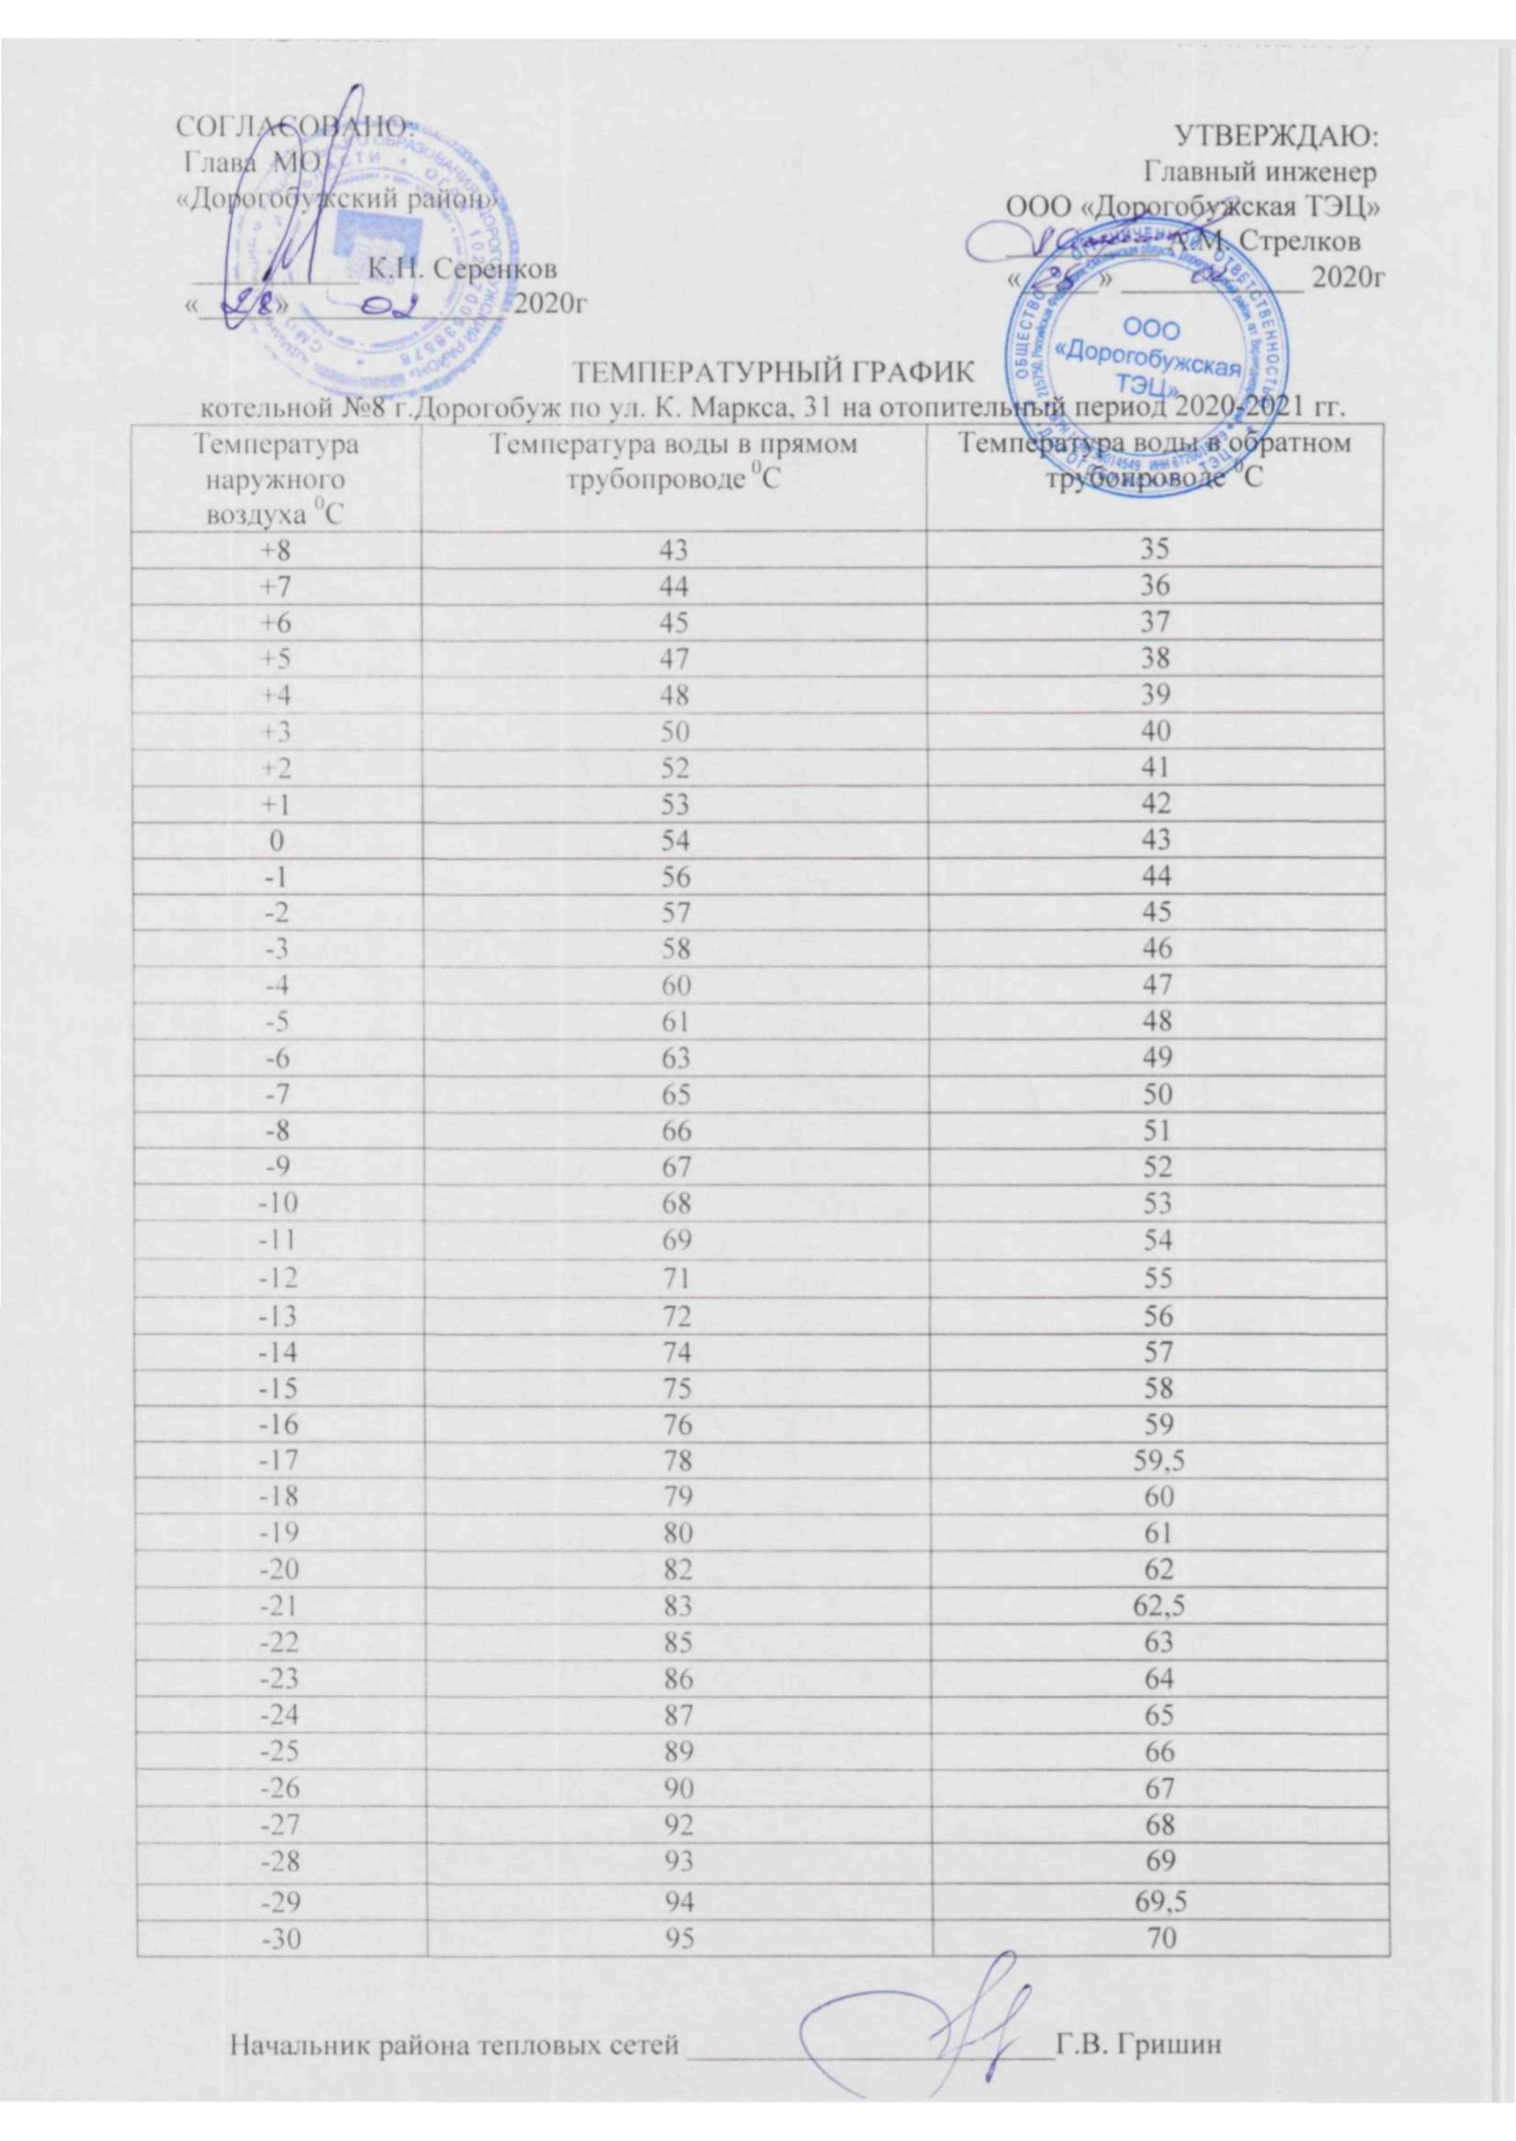 СОГЛАСОВАНО:
Глава МО
«Дорогобужский район»
К.Н. Серенков
«28» 02 2020г
УТВЕРЖДАЮ:
Главный инженер
ООО «Дорогобужская ТЭЦ»
А.М. Стрелков
«28» 02 2020г
ООО
«Дорогобужская
ТЭЦ»
ТЕМПЕРАТУРНЫЙ ГРАФИК
котельной №8 г.Дорогобуж по ул. К. Маркса, 31 на отопительный период 2020-2021 гг.
Температура наружного воздуха ⁰С Температура воды в прямом трубопроводе ⁰С Температура воды в обратном трубопроводе ⁰С
+8 43 35
+7 44 36
+6 45 37
+5 47 38
+4 48 39
+3 50 40
+2 52 41
+1 53 42
0 54 43
-1 56 44
-2 57 45
-3 58 46
-4 60 47
-5 61 48
-6 63 49
-7 65 50
-8 66 51
-9 67 52
-10 68 53
-11 69 54
-12 71 55
-13 72 56
-14 74 57
-15 75 58
-16 76 59
-17 78 59,5
-18 79 60
-19 80 61
-20 82 62
-21 83 62,5
-22 85 63
-23 86 64
-24 87 65
-25 89 66
-26 90 67
-27 92 68
-28 93 69
-29 94 69,5
-30 95 70
Начальник района тепловых сетей Г.В. Гришин